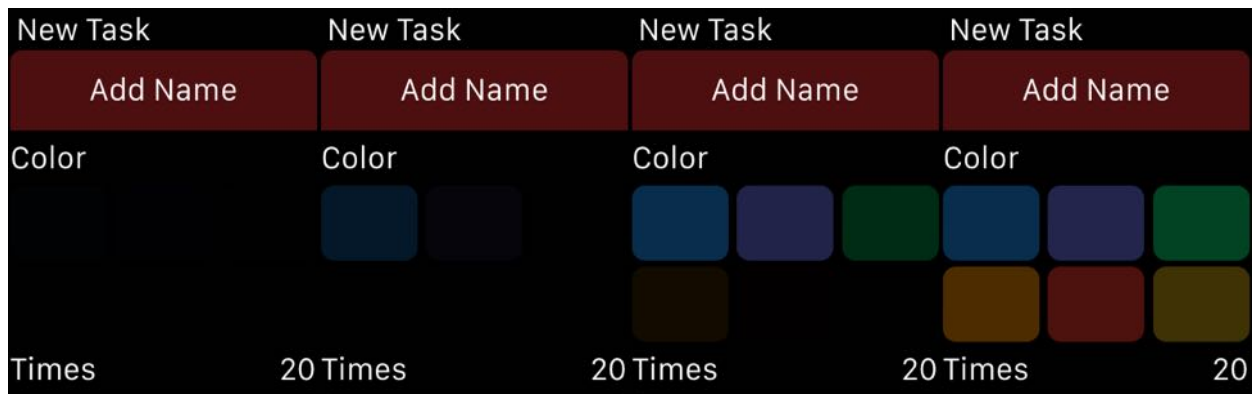 New Task New Task New Task New Task
Add Name Add Name Add Name Add Name
Color Color Color Color
Times 20 Times 20 Times 20 Times 20